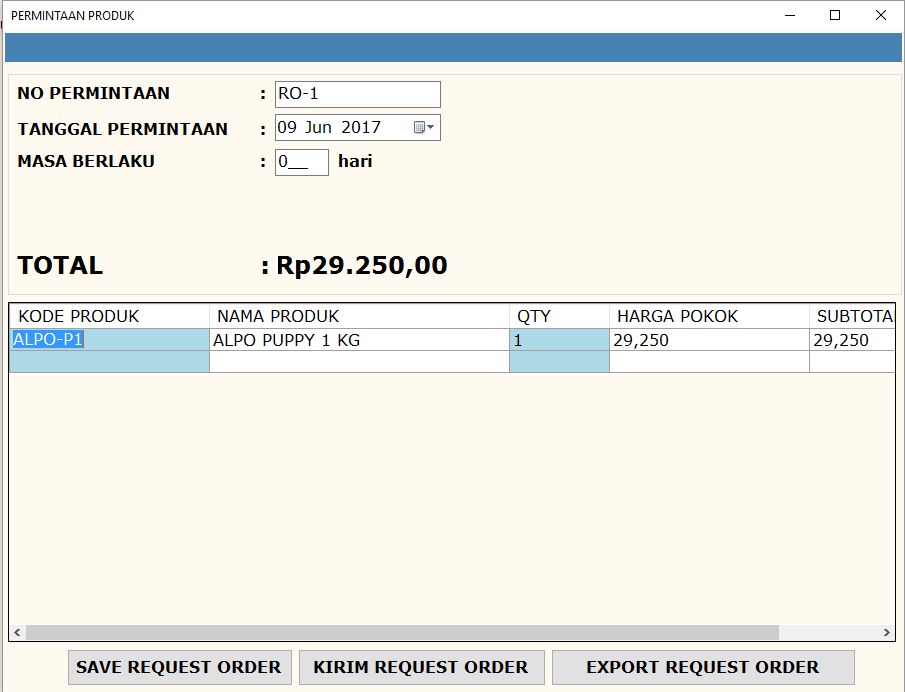 PERMINTAAN PRODUK
NO PERMINTAAN : RO-1
TANGGAL PERMINTAAN : 09 Jun 2017
MASA BERLAKU : 0__ hari
TOTAL : Rp29.250,00
KODE PRODUK NAMA PRODUK QTY HARGA POKOK SUBTOTA
ALPO-P1 ALPO PUPPY 1 KG 1 29,250 29,250
SAVE REQUEST ORDER KIRIM REQUEST ORDER EXPORT REQUEST ORDER